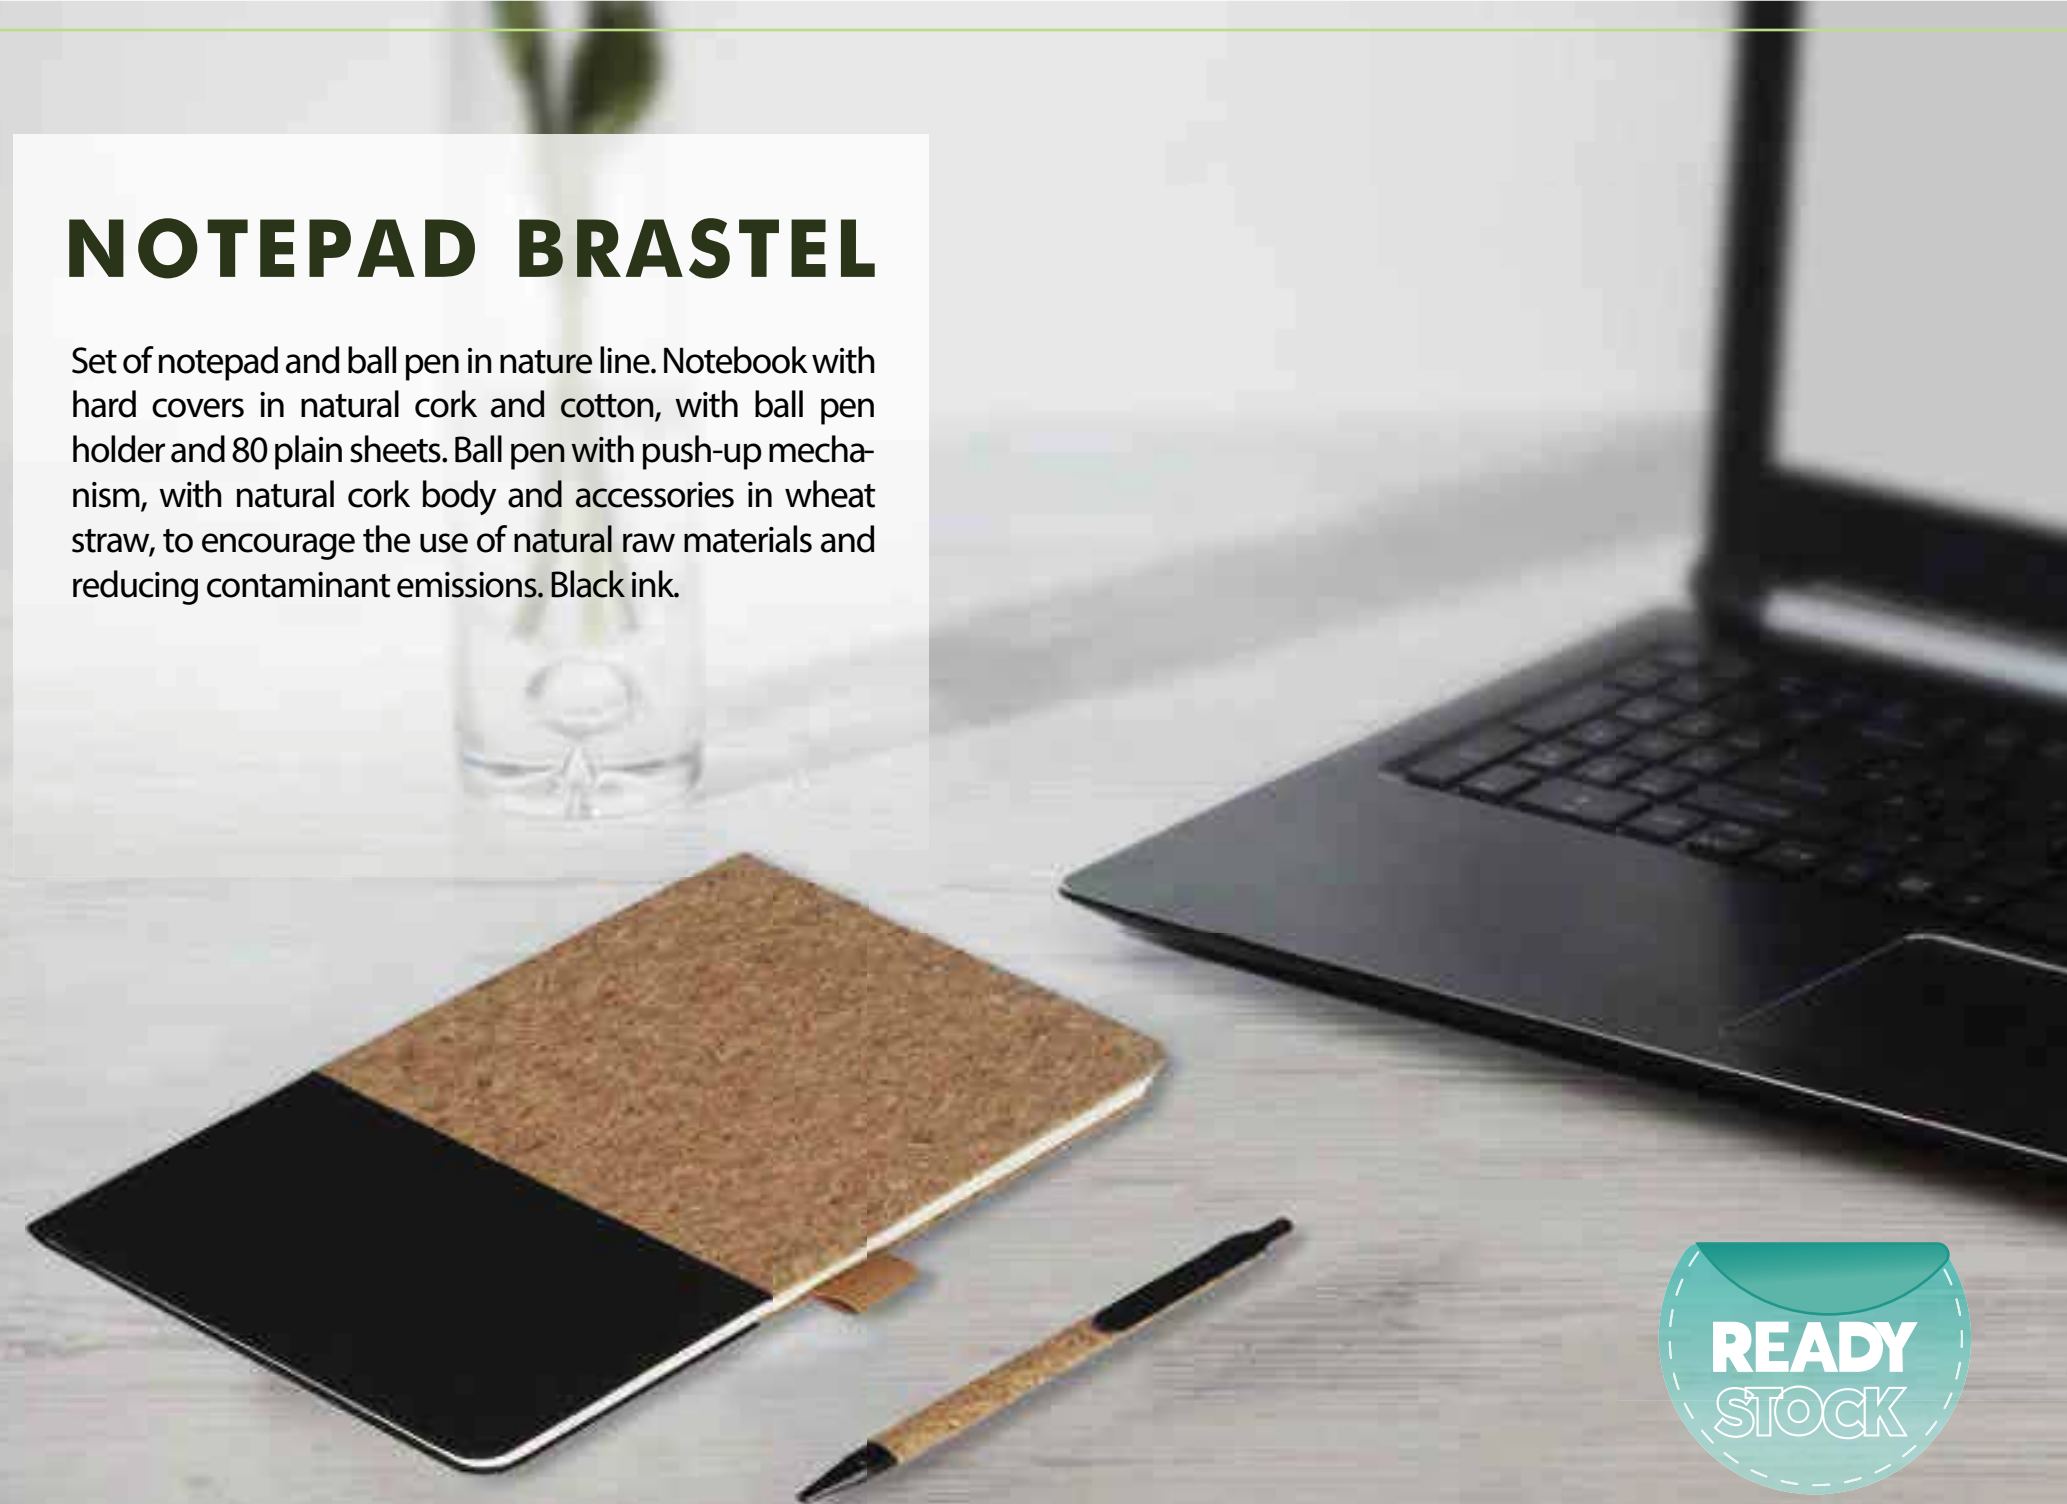 NOTEPAD BRASTEL
Set of notepad and ball pen in nature line. Notebook with
hard covers in natural cork and cotton, with ball pen
holder and 80 plain sheets. Ball pen with push-up mecha-
nism, with natural cork body and accessories in wheat
straw, to encourage the use of natural raw materials and
reducing contaminant emissions. Black ink.
READY
STOCK